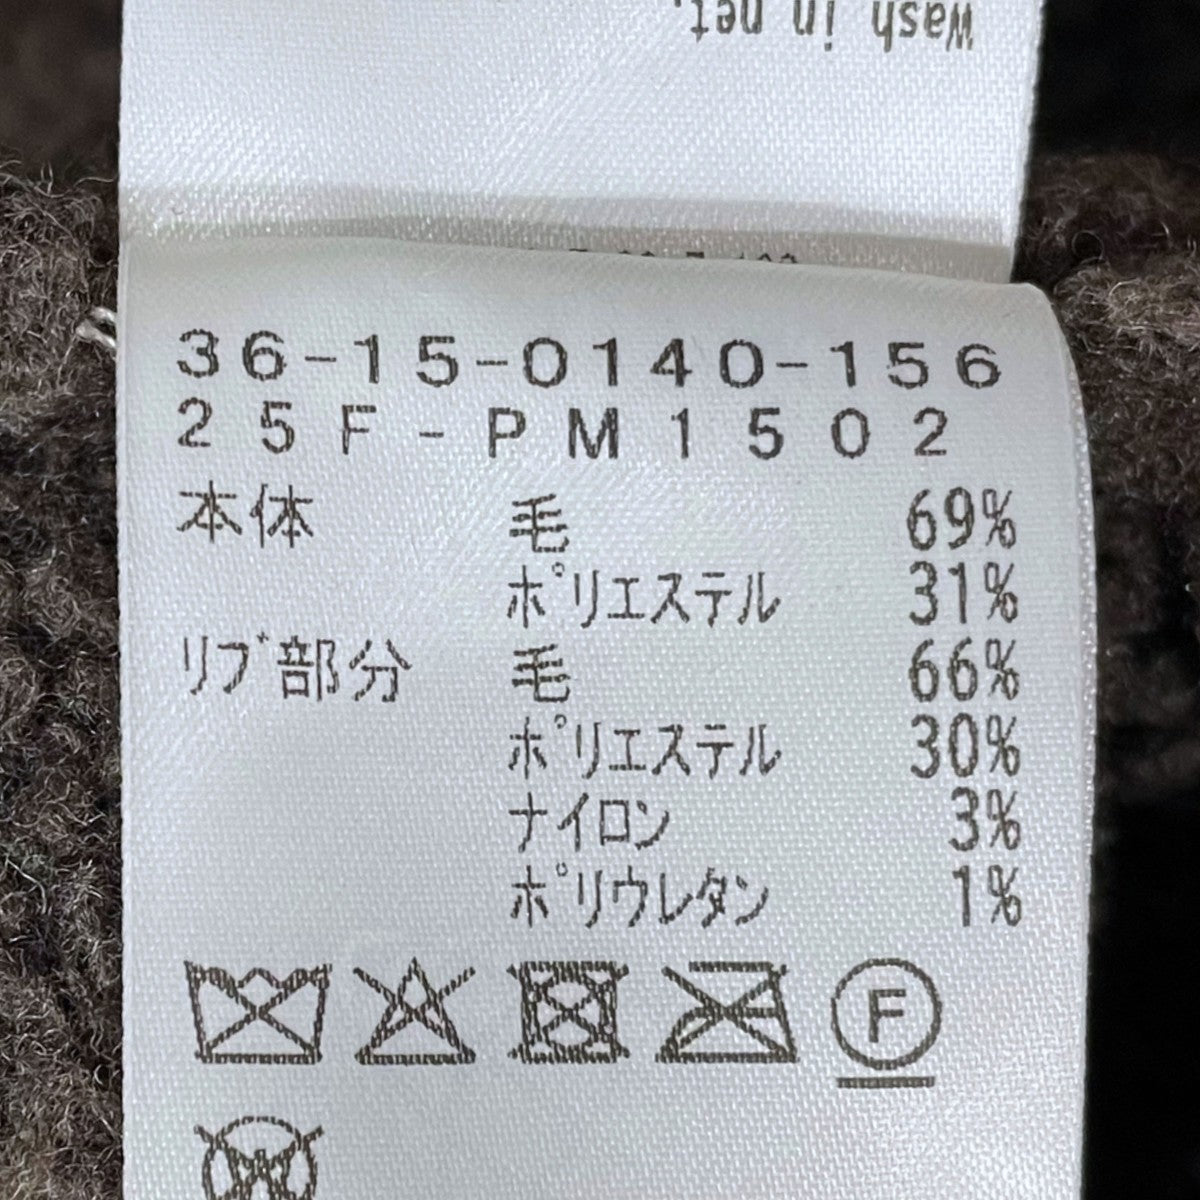 Wash in net.
36-15-0140-156
25F-PM1502
本体 毛 69%
ポリエステル 31%
リブ部分 毛 66%
ポリエステル 30%
ナイロン 3%
ポリウレタン 1%
F